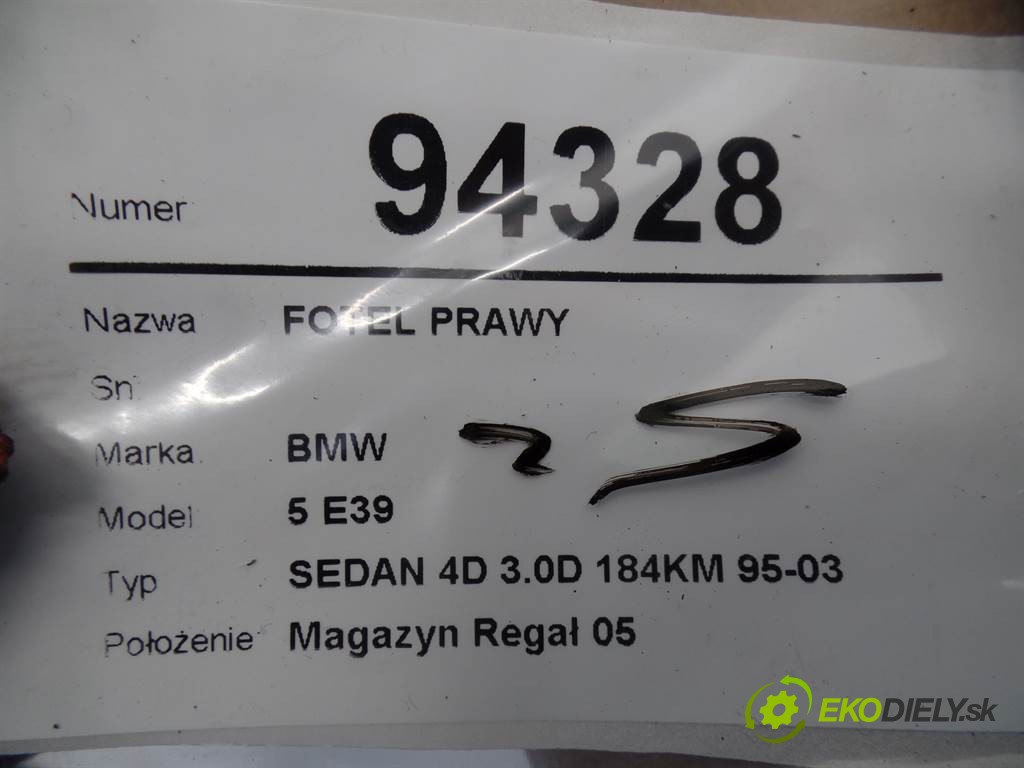 Numer 94328
Nazwa FOTEL PRAWY
Sn
Marka BMW
Model 5 E39
Typ SEDAN 4D 3.0D 184KM 95-03
Położenie Magazyn Regał 05
EKODIELY.sk